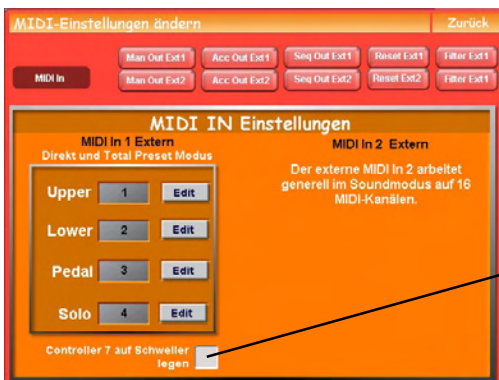 MIDI-Einstellungen ändern Zurück
Man Out Ext1 Acc Out Ext1 Seq Out Ext1 Reset Ext1 Filter Ext1
MIDI In Man Out Ext2 Acc Out Ext2 Seq Out Ext2 Reset Ext2 Filter Ext1
MIDI IN Einstellungen
MIDI In 1 Extern
Direkt und Total Preset Modus
Upper 1 Edit
Lower 2 Edit
Pedal 3 Edit
Solo 4 Edit
Controller 7 auf Schweller
legen
MIDI In 2 Extern
Der externe MIDI In 2 arbeitet
generell im Soundmodus auf 16
MIDI-Kanälen.